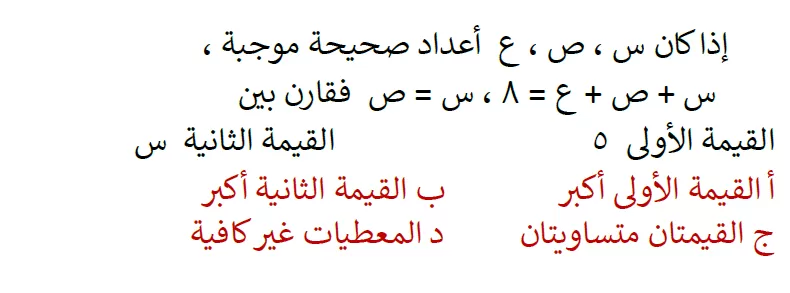 إذا كان س ، ص ، ع أعداد صحيحة موجبة ،
س + ص + ع = ٨ ، س = ص فقارن بين
القيمة الأولى ٥ القيمة الثانية س
أ القيمة الأولى أكبر ب القيمة الثانية أكبر
ج القيمتان متساويتان د المعطيات غير كافية